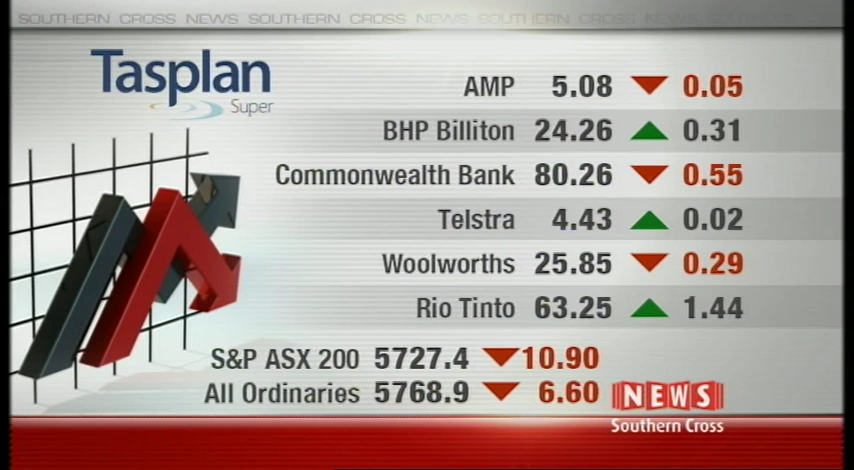 SOUTHERN CROSS NEWS SOUTHERN CROSS NEWS SOUTHERN CROSS NEWS SOUTHERN CROSS NEWS
Tasplan
Super
AMP 5.08 ▼ 0.05
BHP Billiton 24.26 ▲ 0.31
Commonwealth Bank 80.26 ▼ 0.55
Telstra 4.43 ▲ 0.02
Woolworths 25.85 ▼ 0.29
Rio Tinto 63.25 ▲ 1.44
S&P ASX 200 5727.4 ▼ 10.90
All Ordinaries 5768.9 ▼ 6.60
NEWS
Southern Cross